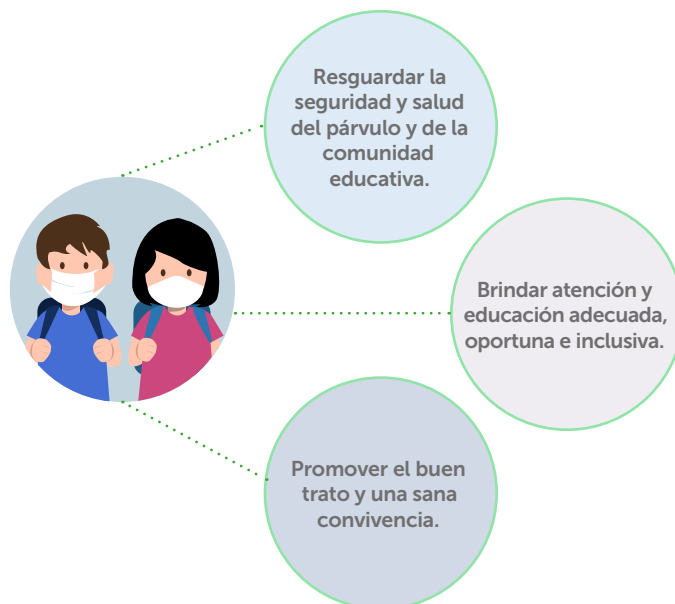 Resguardar la
seguridad y salud
del párvulo y de la
comunidad
educativa.
Brindar atención y
educación adecuada,
oportuna e inclusiva.
Promover el buen
trato y una sana
convivencia.